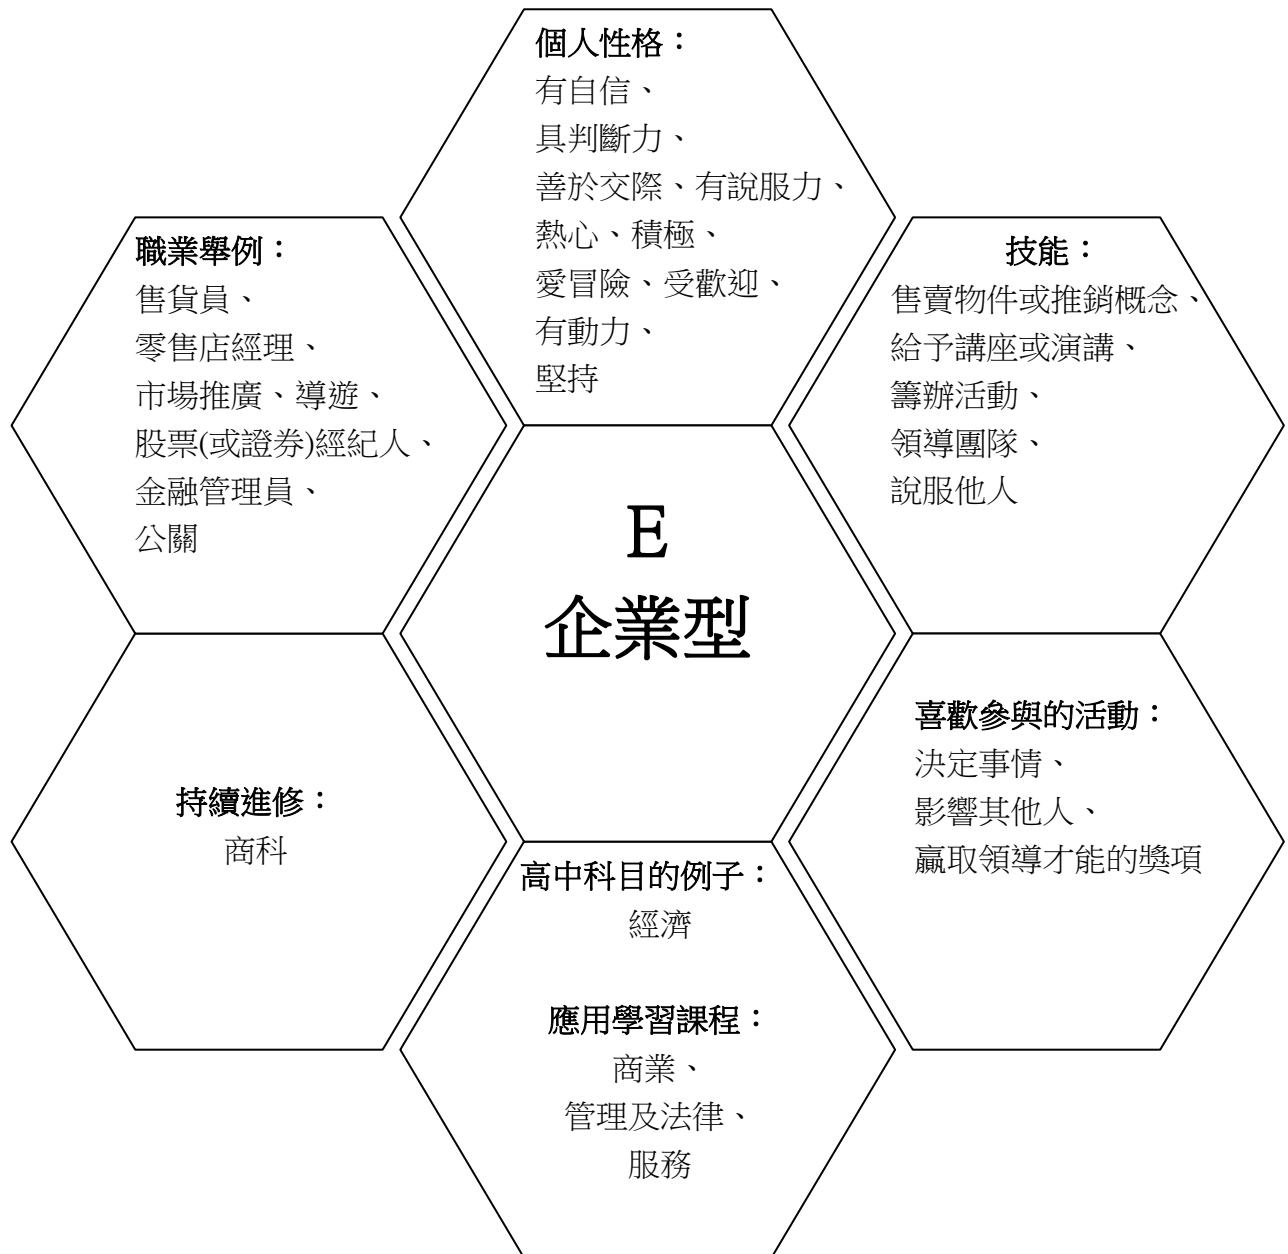 個人性格：
有自信、
具判斷力、
善於交際、有說服力、
熱心、積極、
愛冒險、受歡迎、
有動力、
堅持
職業舉例：
售貨員、
零售店經理、
市場推廣、導遊、
股票(或證券)經紀人、
金融管理員、
公關
技能：
售賣物件或推銷概念、
給予講座或演講、
籌辦活動、
領導團隊、
說服他人
E
企業型
持續進修：
商科
喜歡參與的活動：
決定事情、
影響其他人、
贏取領導才能的獎項
高中科目的例子：
經濟
應用學習課程：
商業、
管理及法律、
服務